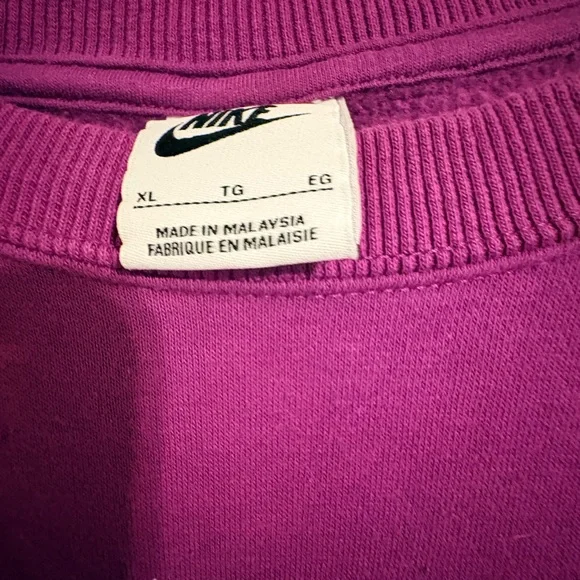 NIKE
XL TG EG
MADE IN MALAYSIA
FABRIQUE EN MALAISIE